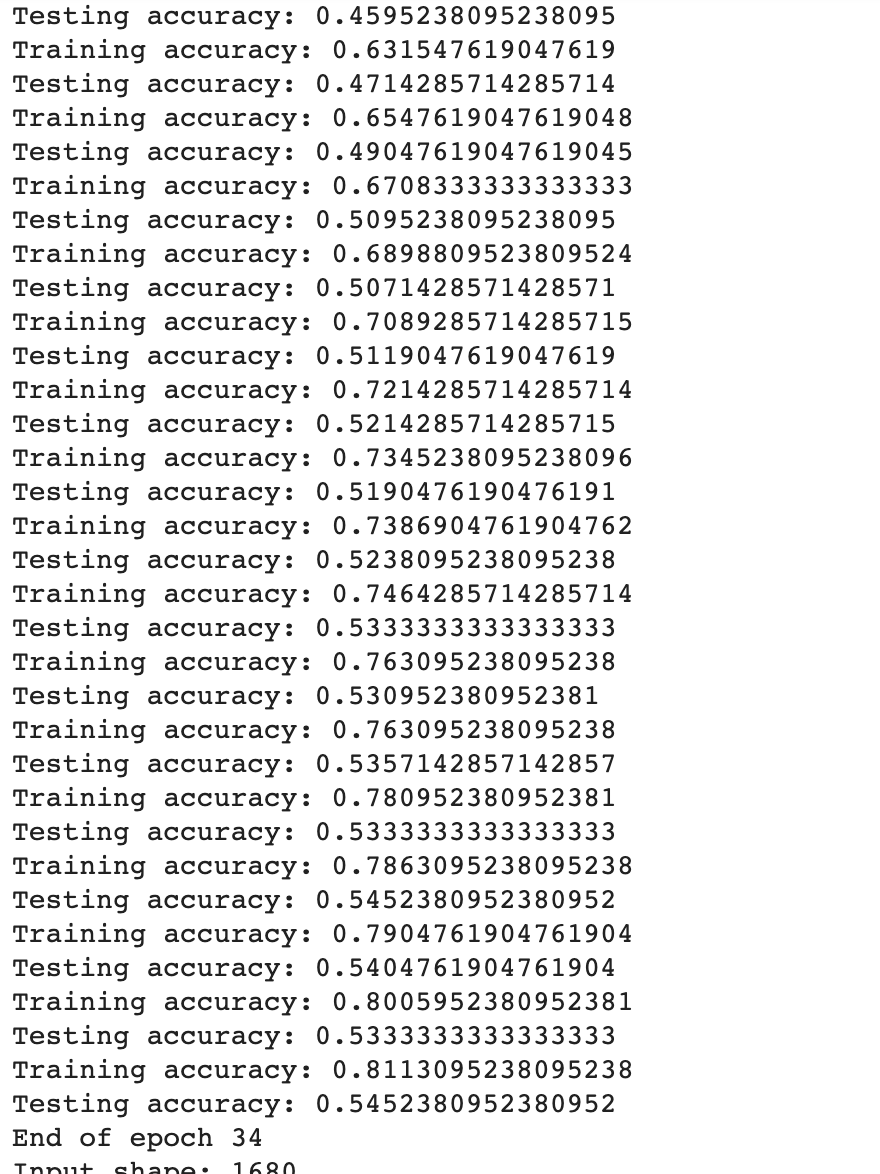 Testing accuracy: 0.4595238095238095
Training accuracy: 0.631547619047619
Testing accuracy: 0.4714285714285714
Training accuracy: 0.6547619047619048
Testing accuracy: 0.49047619047619045
Training accuracy: 0.6708333333333333
Testing accuracy: 0.5095238095238095
Training accuracy: 0.6898809523809524
Testing accuracy: 0.5071428571428571
Training accuracy: 0.7089285714285715
Testing accuracy: 0.5119047619047619
Training accuracy: 0.7214285714285714
Testing accuracy: 0.5214285714285715
Training accuracy: 0.7345238095238096
Testing accuracy: 0.5190476190476191
Training accuracy: 0.7386904761904762
Testing accuracy: 0.5238095238095238
Training accuracy: 0.7464285714285714
Testing accuracy: 0.5333333333333333
Training accuracy: 0.763095238095238
Testing accuracy: 0.530952380952381
Training accuracy: 0.763095238095238
Testing accuracy: 0.5357142857142857
Training accuracy: 0.780952380952381
Testing accuracy: 0.5333333333333333
Training accuracy: 0.7863095238095238
Testing accuracy: 0.5452380952380952
Training accuracy: 0.7904761904761904
Testing accuracy: 0.5404761904761904
Training accuracy: 0.8005952380952381
Testing accuracy: 0.5333333333333333
Training accuracy: 0.8113095238095238
Testing accuracy: 0.5452380952380952
End of epoch 34
Input shape: 1680